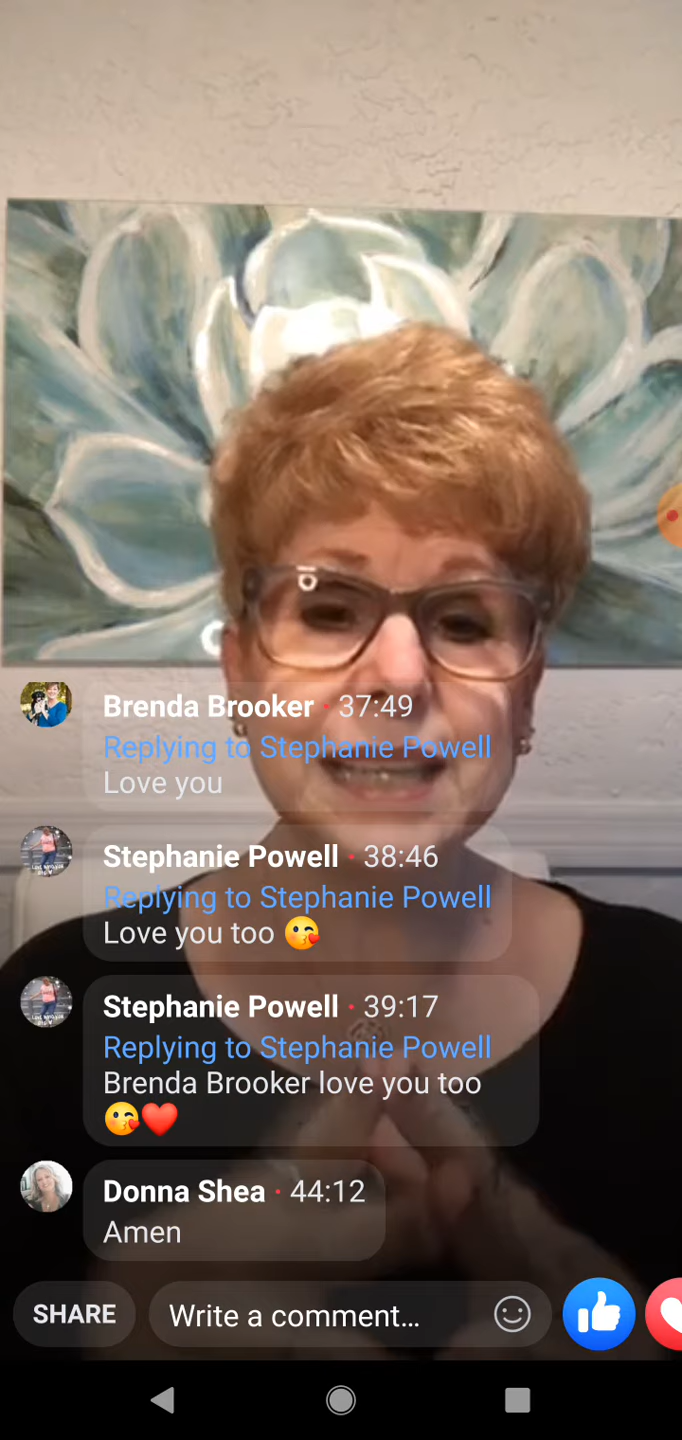 Brenda Brooker · 37:49
Replying to Stephanie Powell
Love you
Stephanie Powell · 38:46
Replying to Stephanie Powell
Love you too 😘
Stephanie Powell · 39:17
Replying to Stephanie Powell
Brenda Brooker love you too
😘❤️
Donna Shea · 44:12
Amen
SHARE
Write a comment...